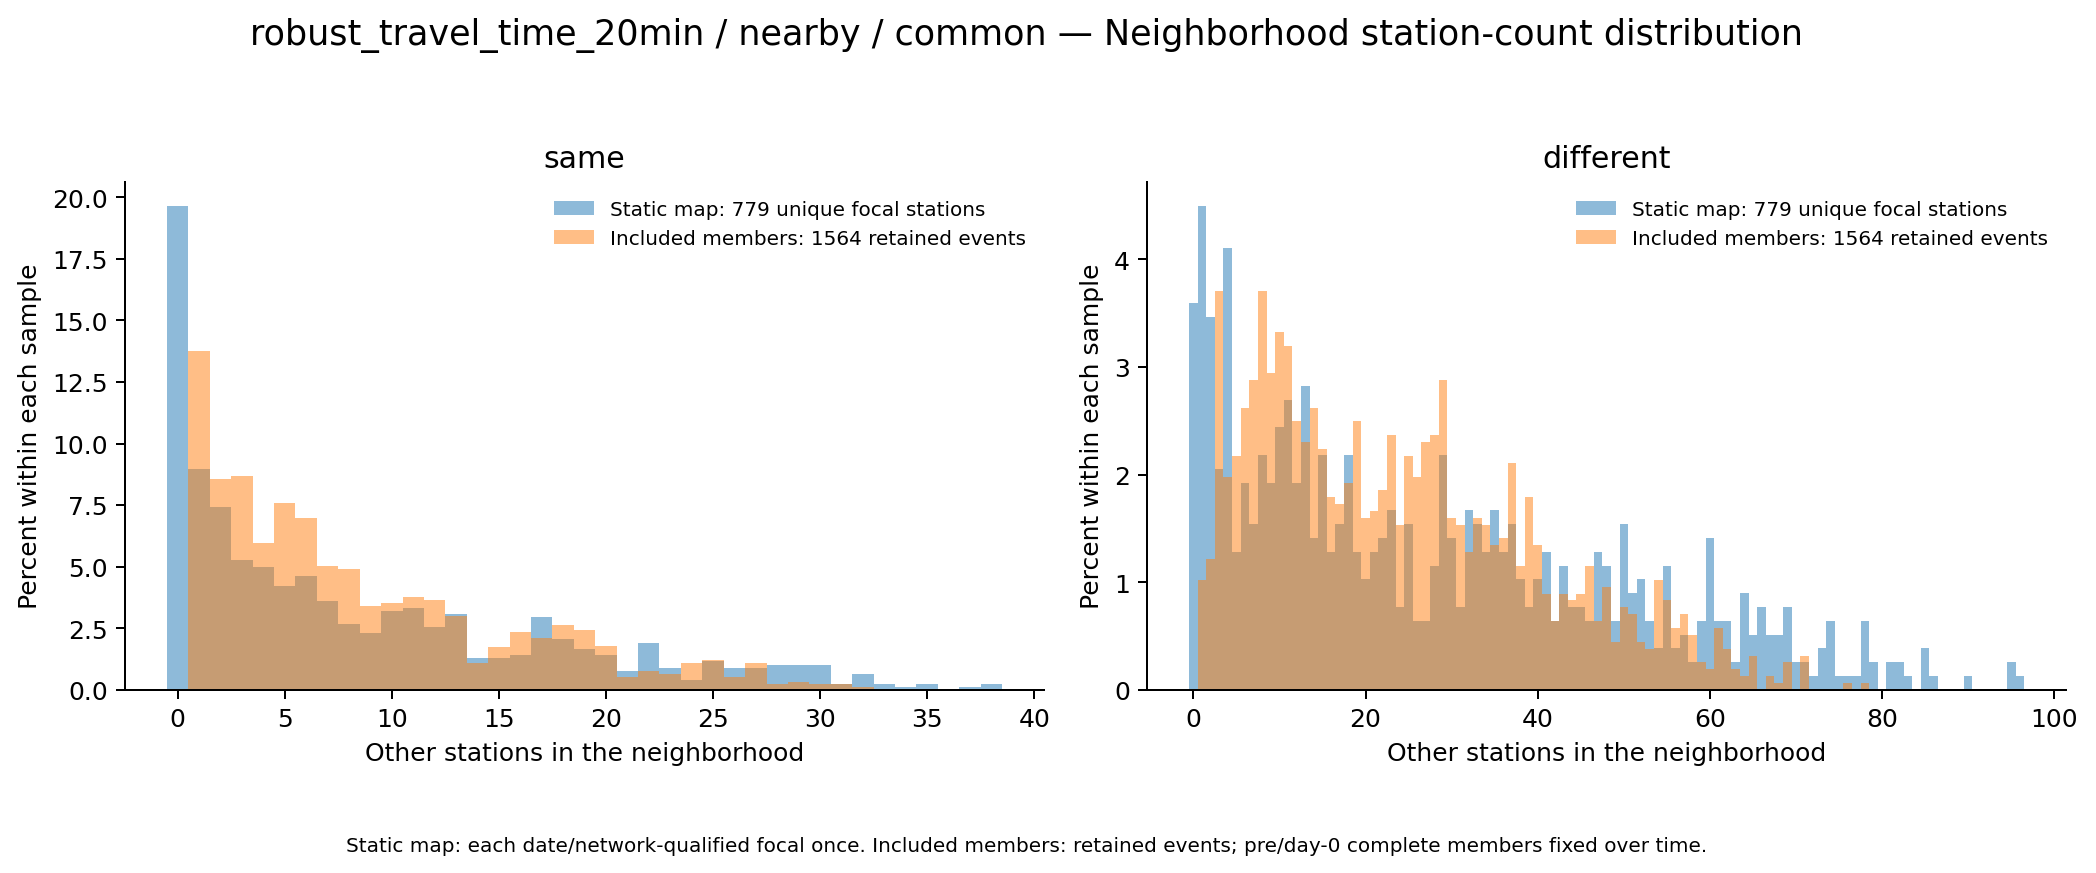 robust_travel_time_20min / nearby / common — Neighborhood station-count distribution
same
Percent within each sample
20.0
17.5
15.0
12.5
10.0
7.5
5.0
2.5
0.0
Static map: 779 unique focal stations
Included members: 1564 retained events
0 5 10 15 20 25 30 35 40
Other stations in the neighborhood
different
Percent within each sample
4
3
2
1
0
Static map: 779 unique focal stations
Included members: 1564 retained events
0 20 40 60 80 100
Other stations in the neighborhood
Static map: each date/network-qualified focal once. Included members: retained events; pre/day-0 complete members fixed over time.